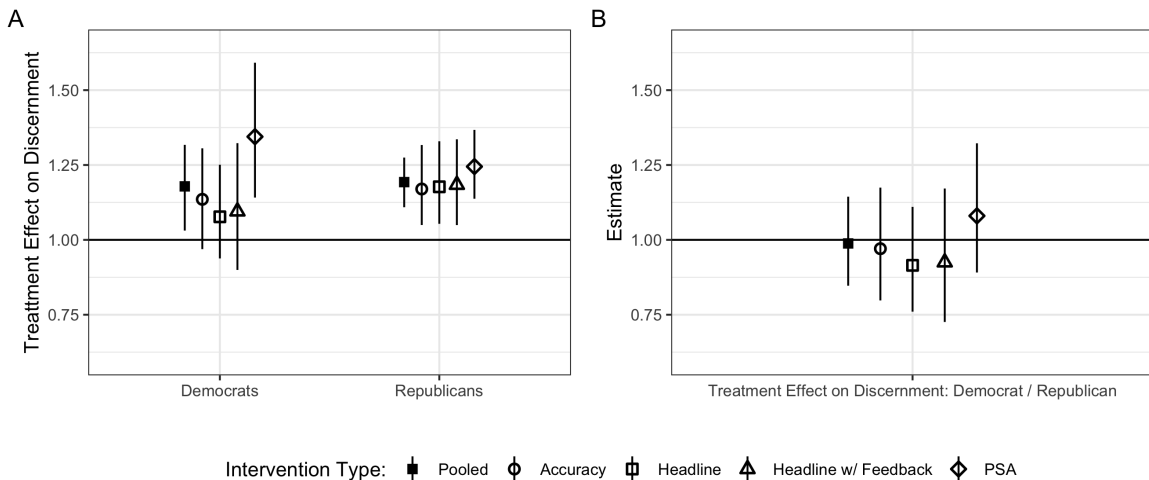 A
B
Treattment Effect on Discernment
1.50
1.25
1.00
0.75
Democrats
Republicans
Estimate
1.50
1.25
1.00
0.75
Treatment Effect on Discernment: Democrat / Republican
Intervention Type: Pooled Accuracy Headline Headline w/ Feedback PSA